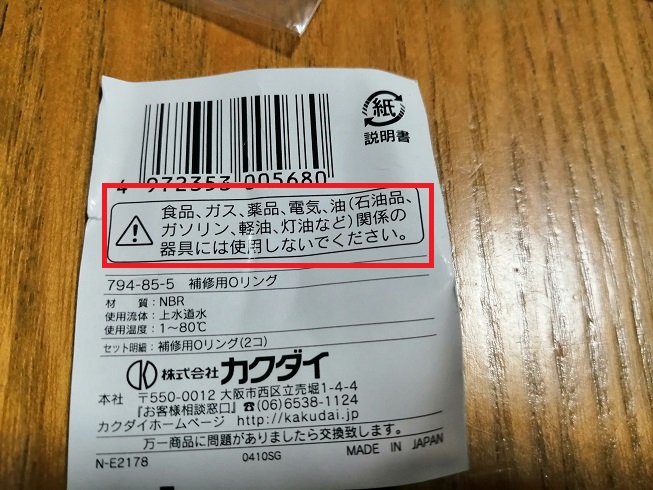 紙
説明書
4 972353 005680
食品、ガス、薬品、電気、油(石油品、
ガソリン、軽油、灯油など)関係の
器具には使用しないでください。
794-85-5 補修用Oリング
材　質:NBR
使用流体:上水道水
使用温度:1~80℃
セット明細:補修用Oリング(2コ)
株式会社カクダイ
本社 〒550-0012 大阪市西区立売堀1-4-4
『お客様相談窓口』☎(06)6538-1124
カクダイホームページ http://kakudai.jp
万一商品に問題がありましたら交換致します。
N-E2178 0410SG MADE IN JAPAN